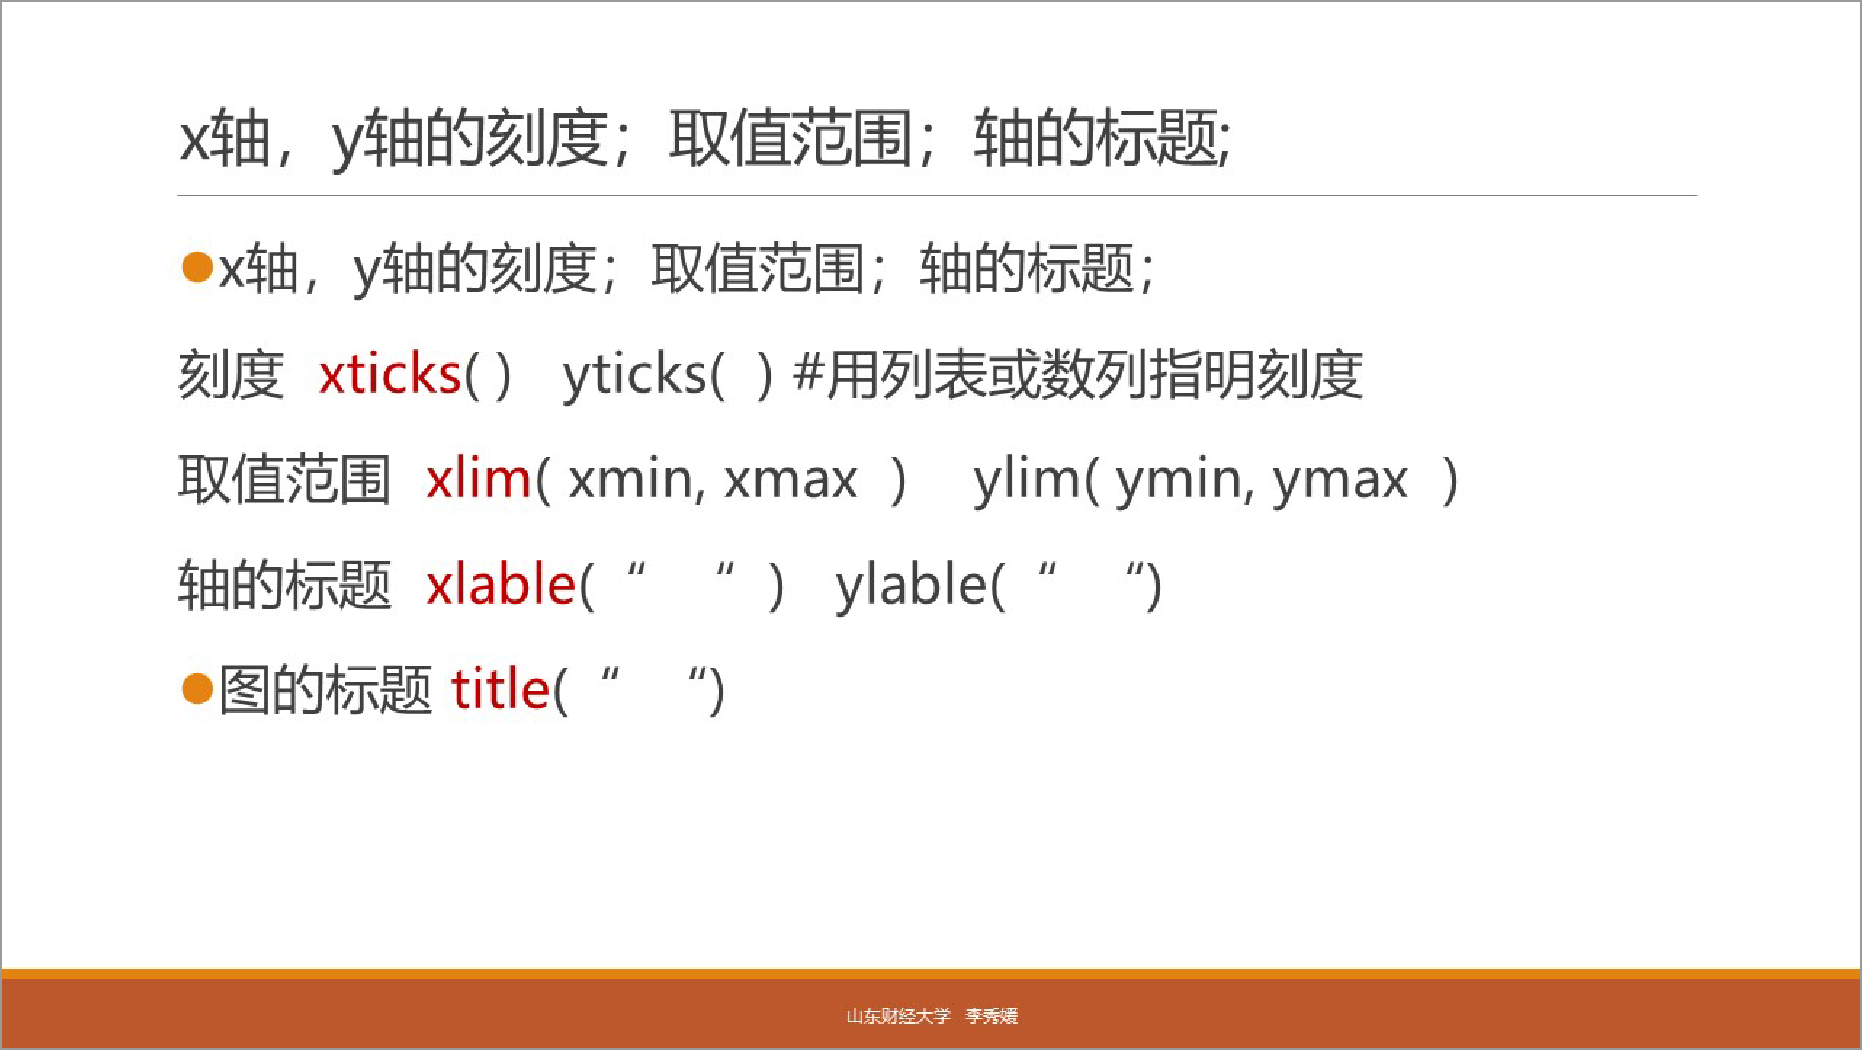 x轴，y轴的刻度；取值范围；轴的标题;
●x轴，y轴的刻度；取值范围；轴的标题；
刻度 xticks( ) yticks( ) #用列表或数列指明刻度
取值范围 xlim( xmin, xmax ) ylim( ymin, ymax )
轴的标题 xlable(“ “ ) ylable(“ “)
●图的标题 title(“ “)
山东财经大学 李秀嫒